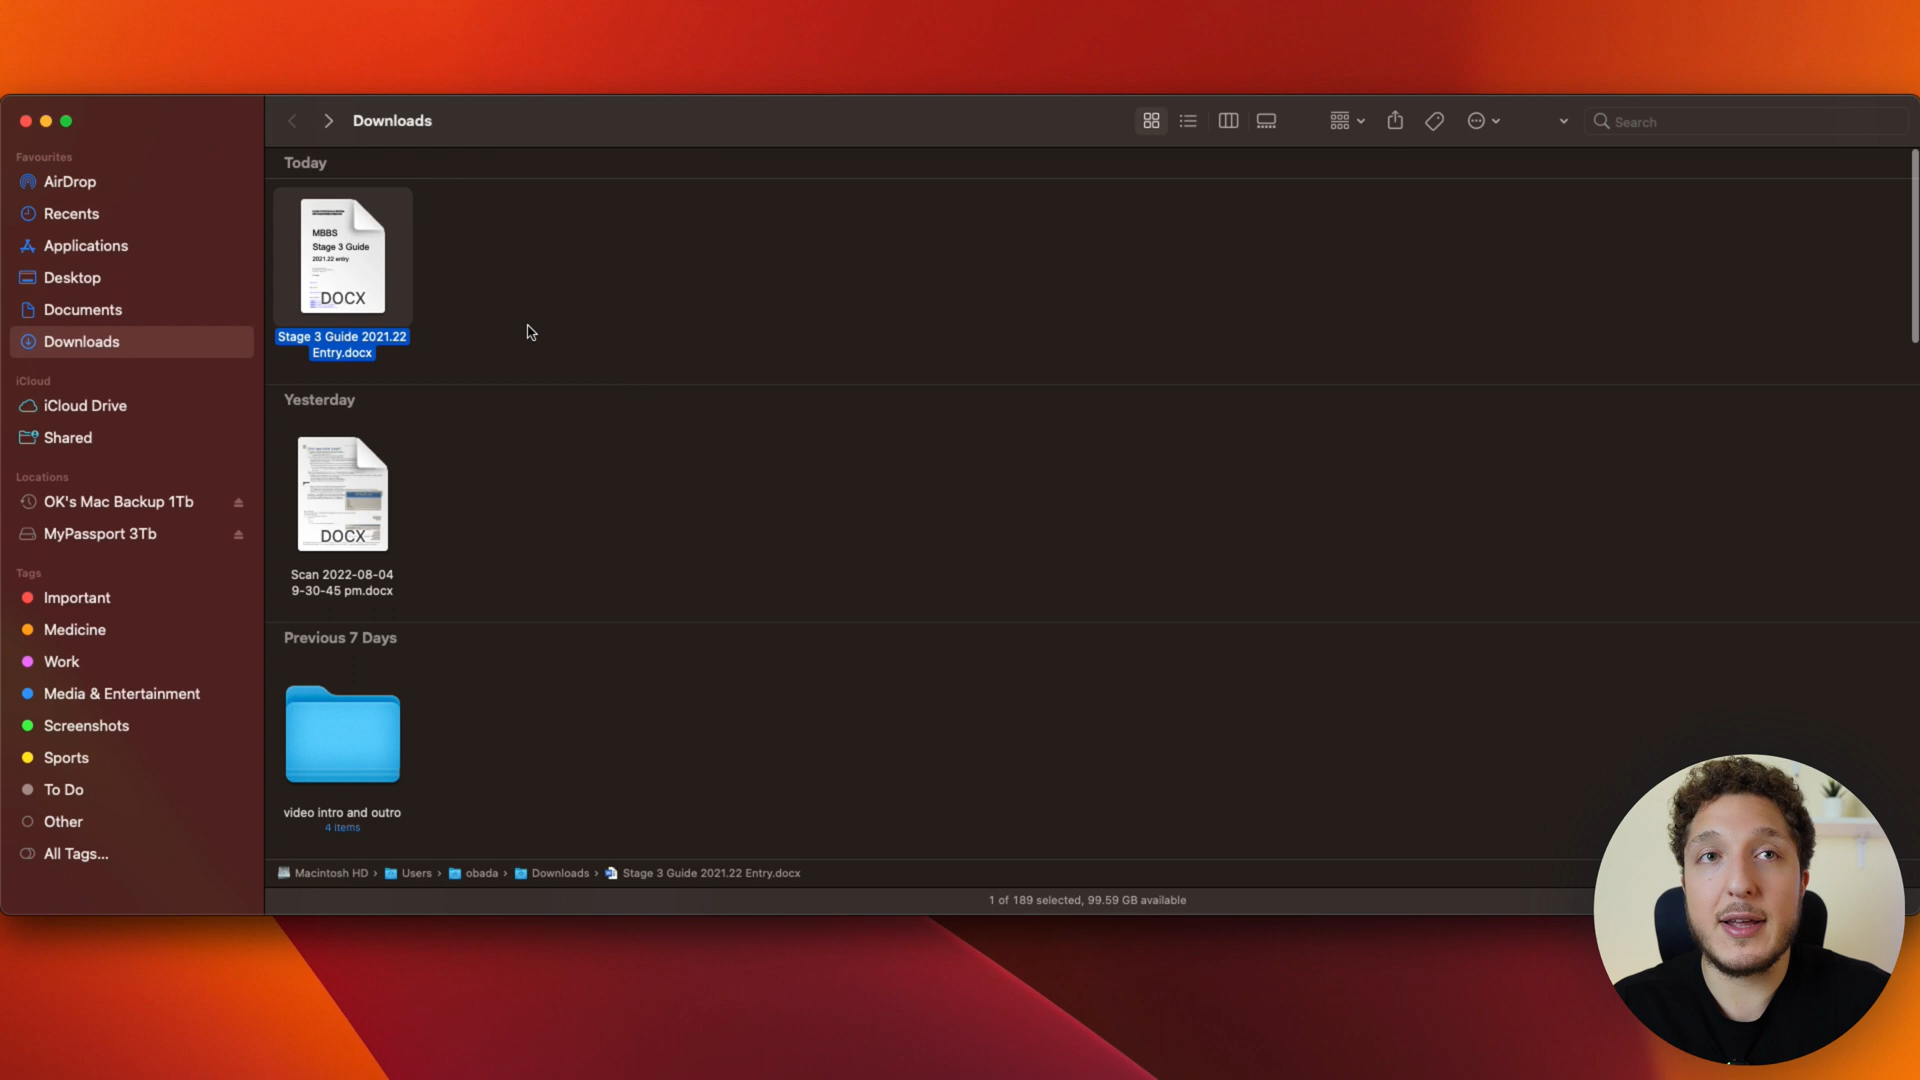 Favourites
AirDrop
Recents
Applications
Desktop
Documents
Downloads
iCloud
iCloud Drive
Shared
Locations
OK's Mac Backup 1Tb
MyPassport 3Tb
Tags
Important
Medicine
Work
Media & Entertainment
Screenshots
Sports
To Do
Other
All Tags...
Downloads
Search
Today
MBBS
Stage 3 Guide
2021.22 entry
DOCX
Stage 3 Guide 2021.22
Entry.docx
Yesterday
DOCX
Scan 2022-08-04
9-30-45 pm.docx
Previous 7 Days
video intro and outro
4 items
Macintosh HD › Users › obada › Downloads › Stage 3 Guide 2021.22 Entry.docx
1 of 189 selected, 99.59 GB available